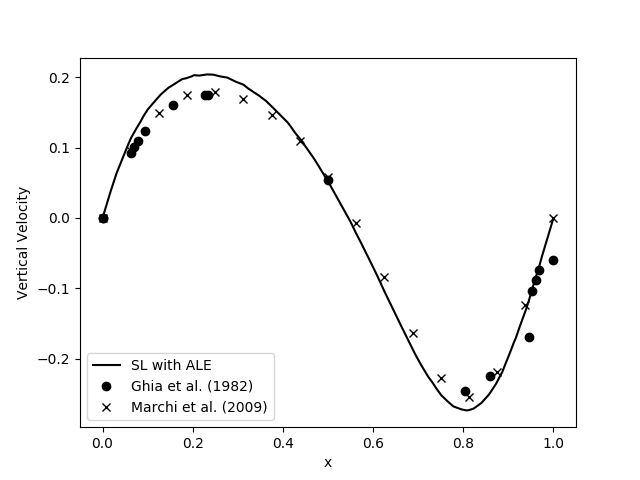 0.2
0.1
0.0
−0.1
−0.2
Vertical Velocity
SL with ALE
Ghia et al. (1982)
Marchi et al. (2009)
0.0 0.2 0.4 0.6 0.8 1.0
x